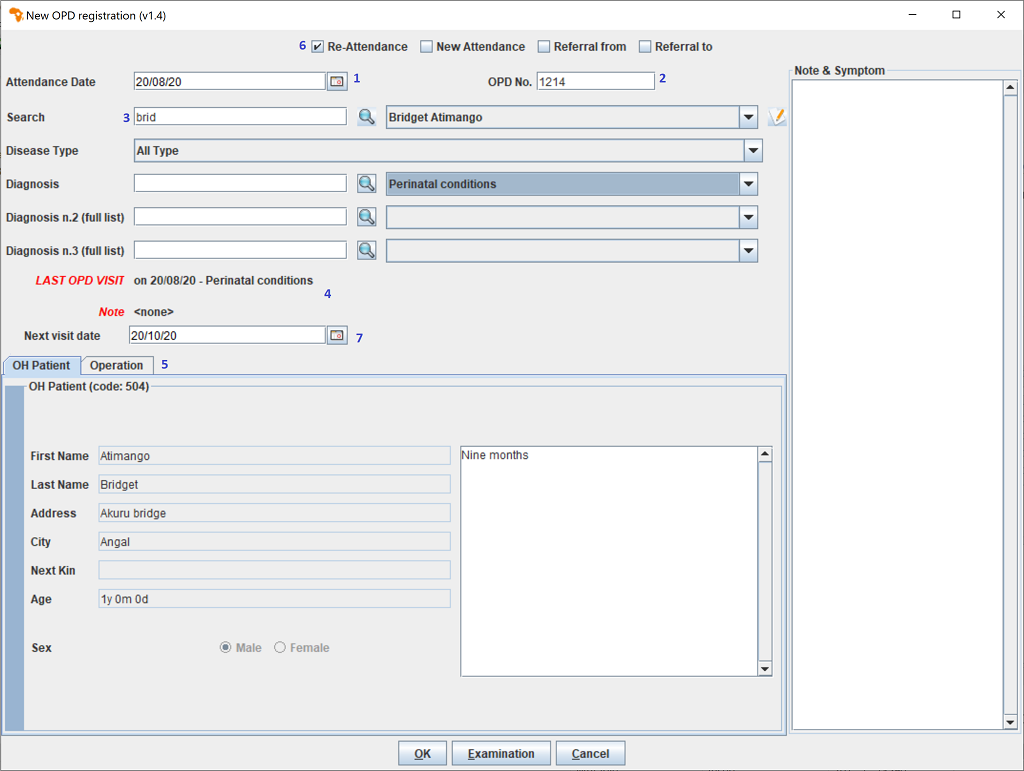 New OPD registration (v1.4)
6 Re-Attendance New Attendance Referral from Referral to
Attendance Date 20/08/20 1 OPD No. 1214 2
Note & Symptom
Search 3 brid Bridget Atimango
Disease Type All Type
Diagnosis Perinatal conditions
Diagnosis n.2 (full list)
Diagnosis n.3 (full list)
LAST OPD VISIT on 20/08/20 - Perinatal conditions
4
Note <none>
Next visit date 20/10/20 7
OH Patient Operation 5
OH Patient (code: 504)
First Name Atimango
Nine months
Last Name Bridget
Address Akuru bridge
City Angal
Next Kin
Age 1y 0m 0d
Sex Male Female
OK Examination Cancel